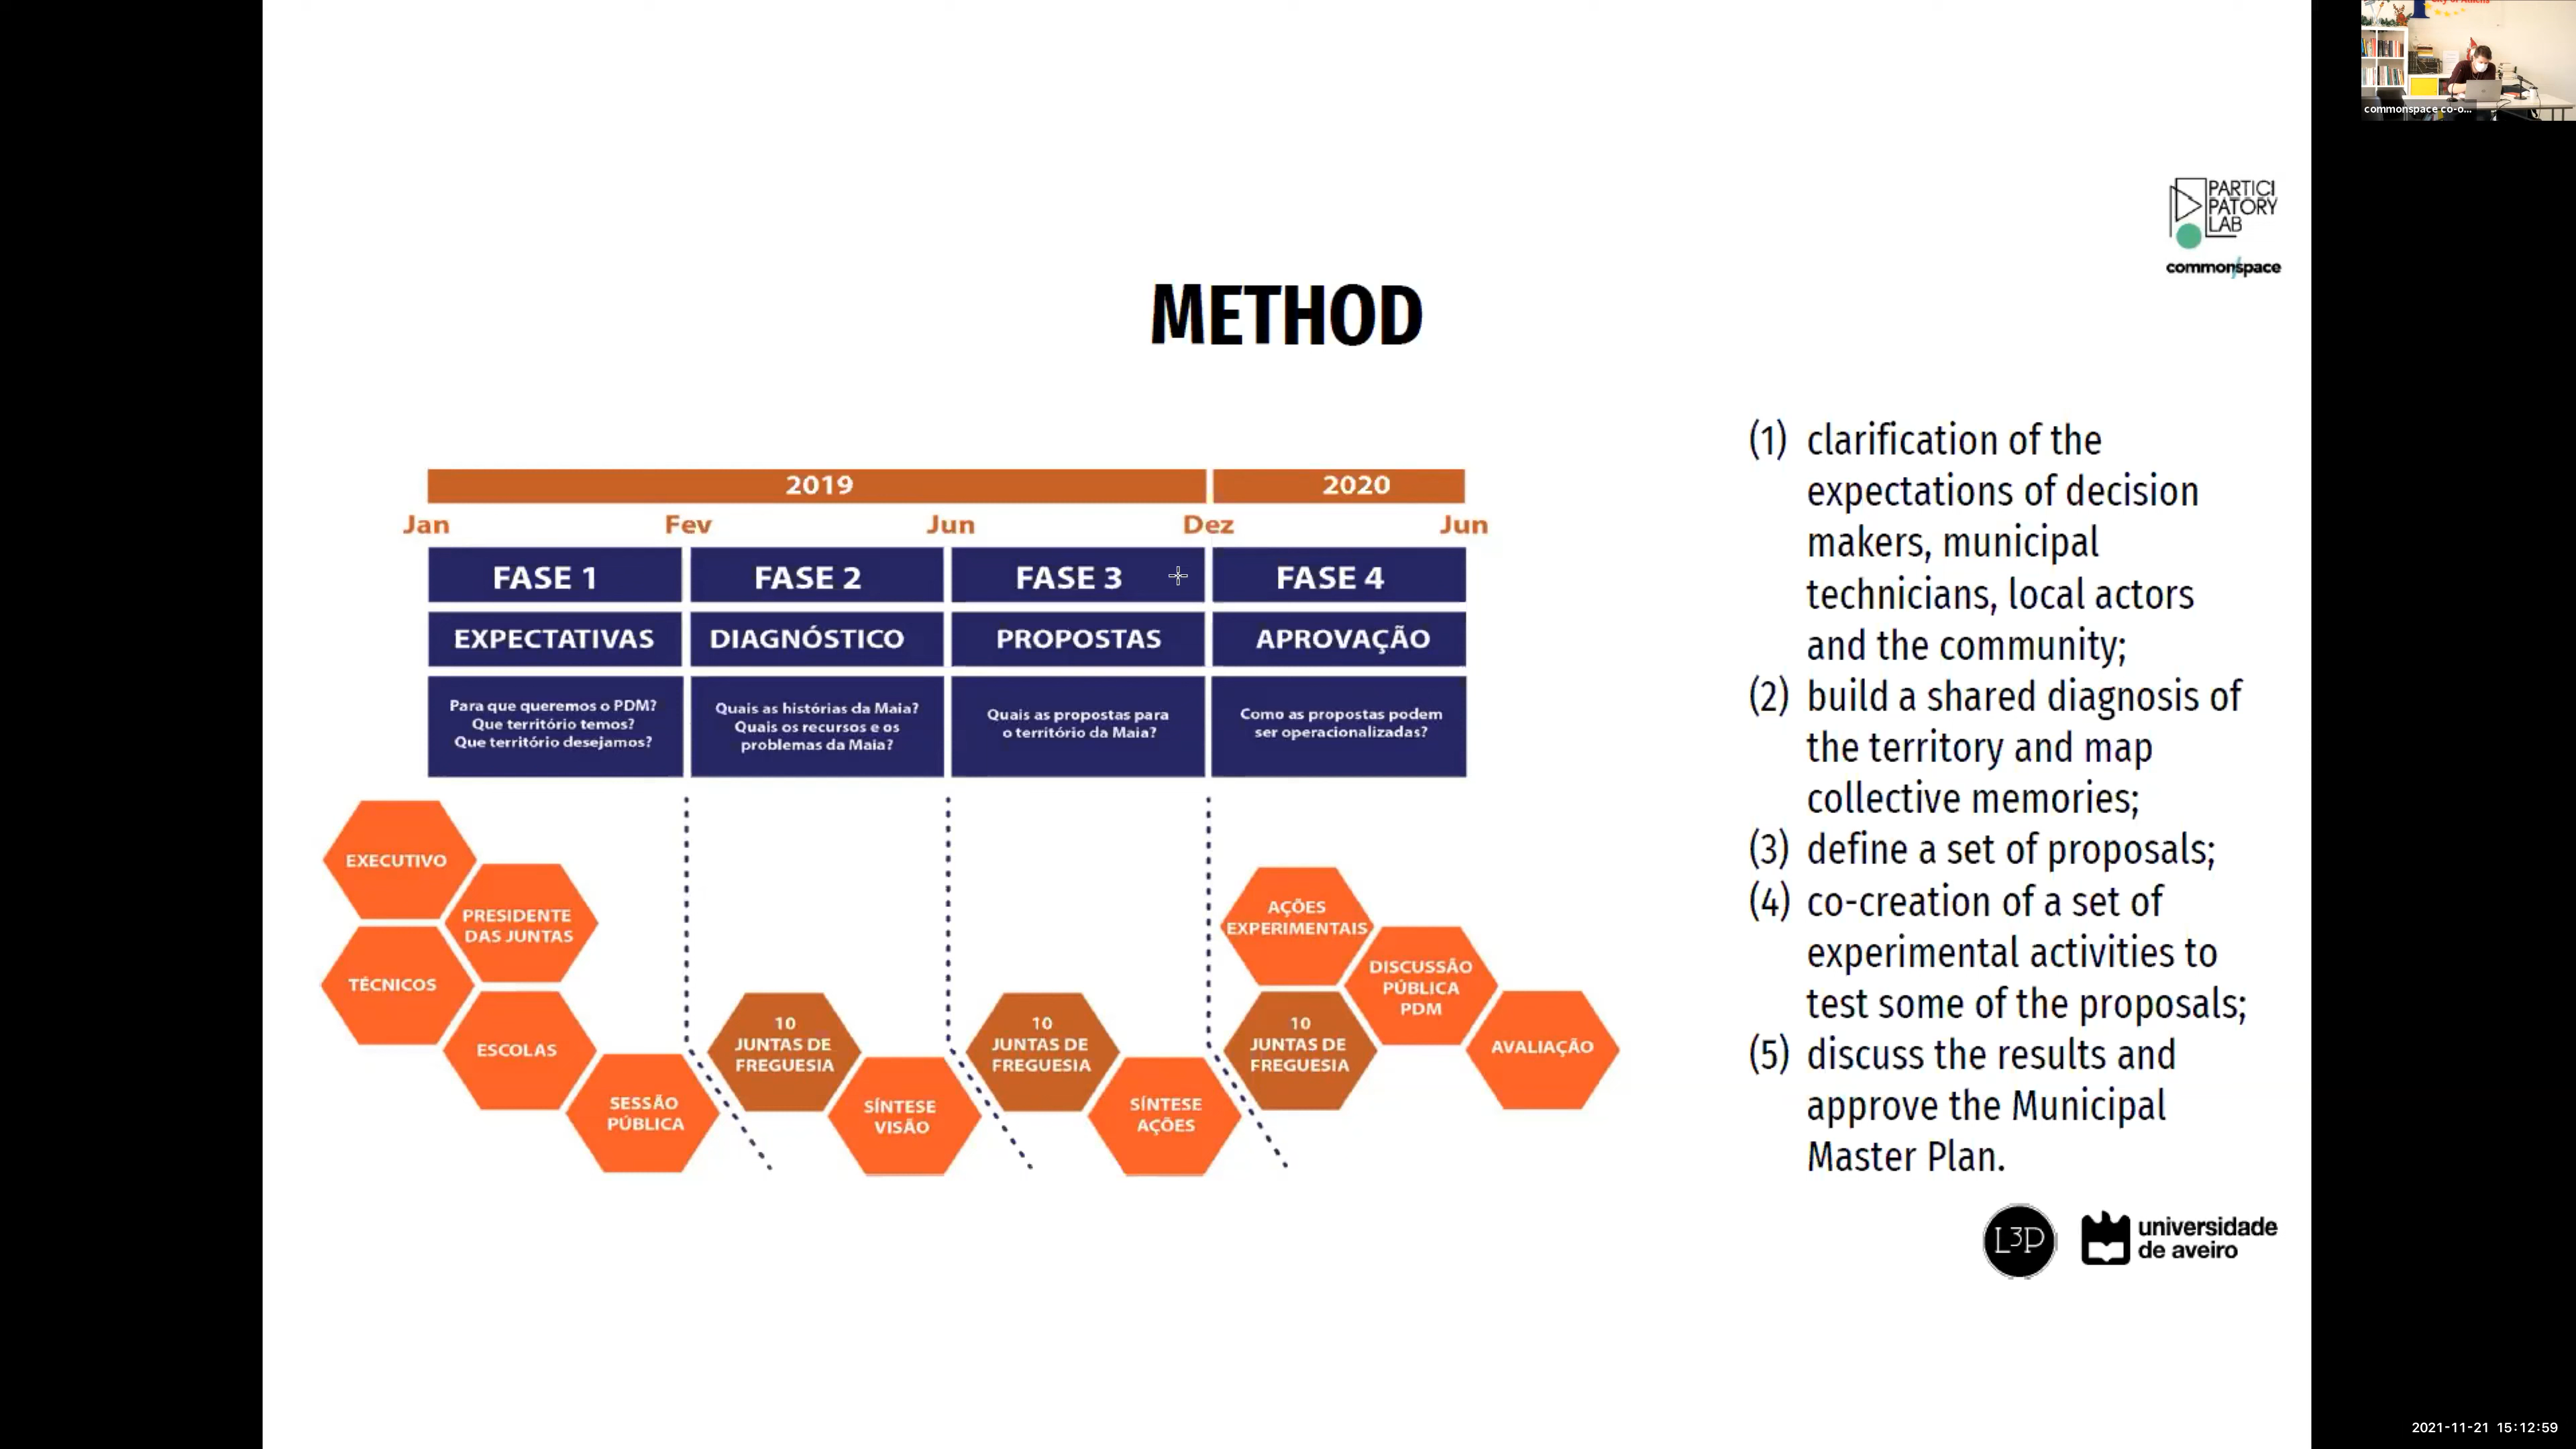 City of Athens
commonspace co-o...
PARTICI
PATORY
LAB
commonspace
METHOD
2019
2020
Jan
Fev
Jun
Dez
Jun
FASE 1
FASE 2
FASE 3
FASE 4
EXPECTATIVAS
DIAGNÓSTICO
PROPOSTAS
APROVAÇÃO
Para que queremos o PDM?
Que território temos?
Que território desejamos?
Quais as histórias da Maia?
Quais os recursos e os
problemas da Maia?
Quais as propostas para
o território da Maia?
Como as propostas podem
ser operacionalizadas?
EXECUTIVO
PRESIDENTE
DAS JUNTAS
TÉCNICOS
ESCOLAS
SESSÃO
PÚBLICA
10
JUNTAS DE
FREGUESIA
SÍNTESE
VISÃO
10
JUNTAS DE
FREGUESIA
SÍNTESE
AÇÕES
AÇÕES
EXPERIMENTAIS
10
JUNTAS DE
FREGUESIA
DISCUSSÃO
PÚBLICA
PDM
AVALIAÇÃO
(1) clarification of the
expectations of decision
makers, municipal
technicians, local actors
and the community;
(2) build a shared diagnosis of
the territory and map
collective memories;
(3) define a set of proposals;
(4) co-creation of a set of
experimental activities to
test some of the proposals;
(5) discuss the results and
approve the Municipal
Master Plan.
L3P
universidade
de aveiro
2021-11-21 15:12:59